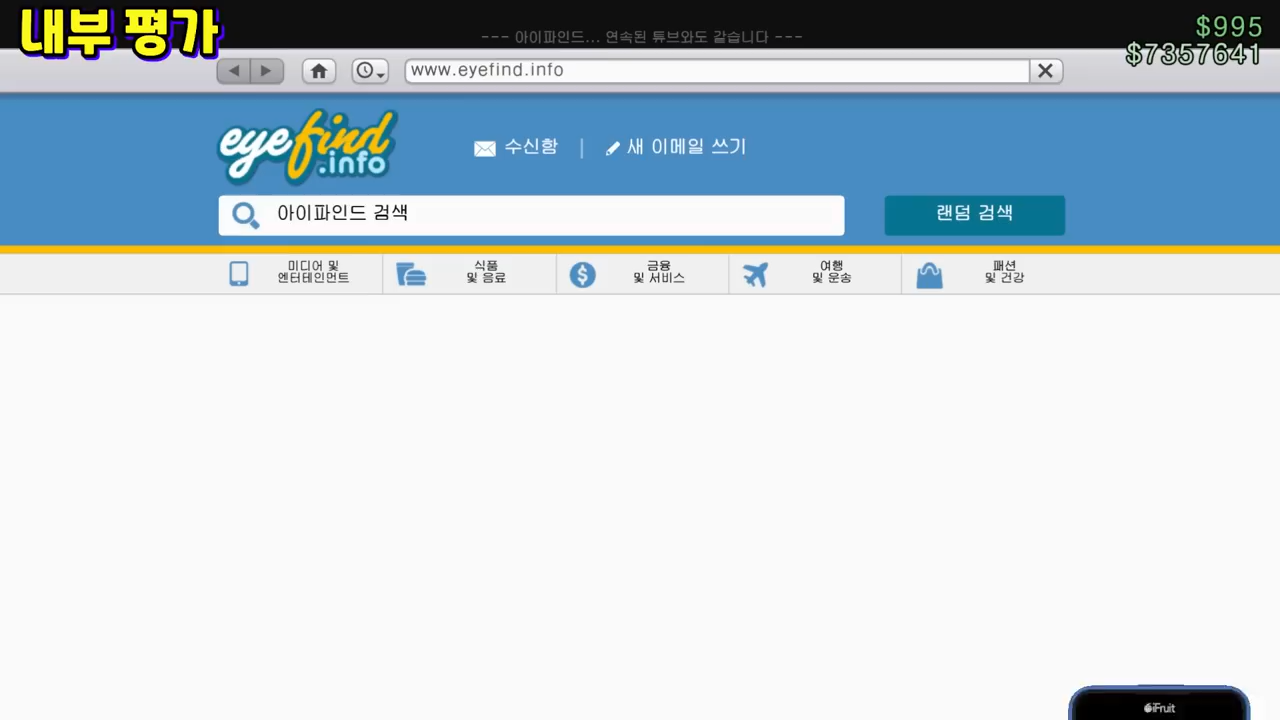 내부 평가
--- 아이파인드... 연속된 튜브와도 같습니다 ---
$995
$7357641
www.eyefind.info
eyefind
.info
수신함
새 이메일 쓰기
아이파인드 검색
랜덤 검색
미디어 및
엔터테인먼트
식품
및 음료
금융
및 서비스
여행
및 운송
패션
및 건강
iFruit